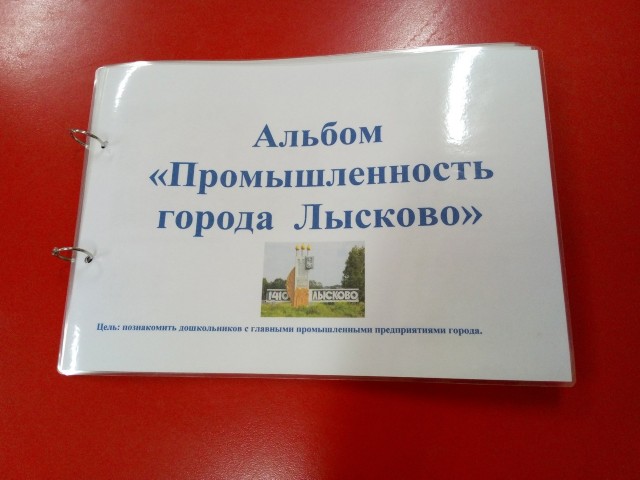 Альбом
«Промышленность
города Лысково»
1410 ЛЫСКОВО
Цель: познакомить дошкольников с главными промышленными предприятиями города.